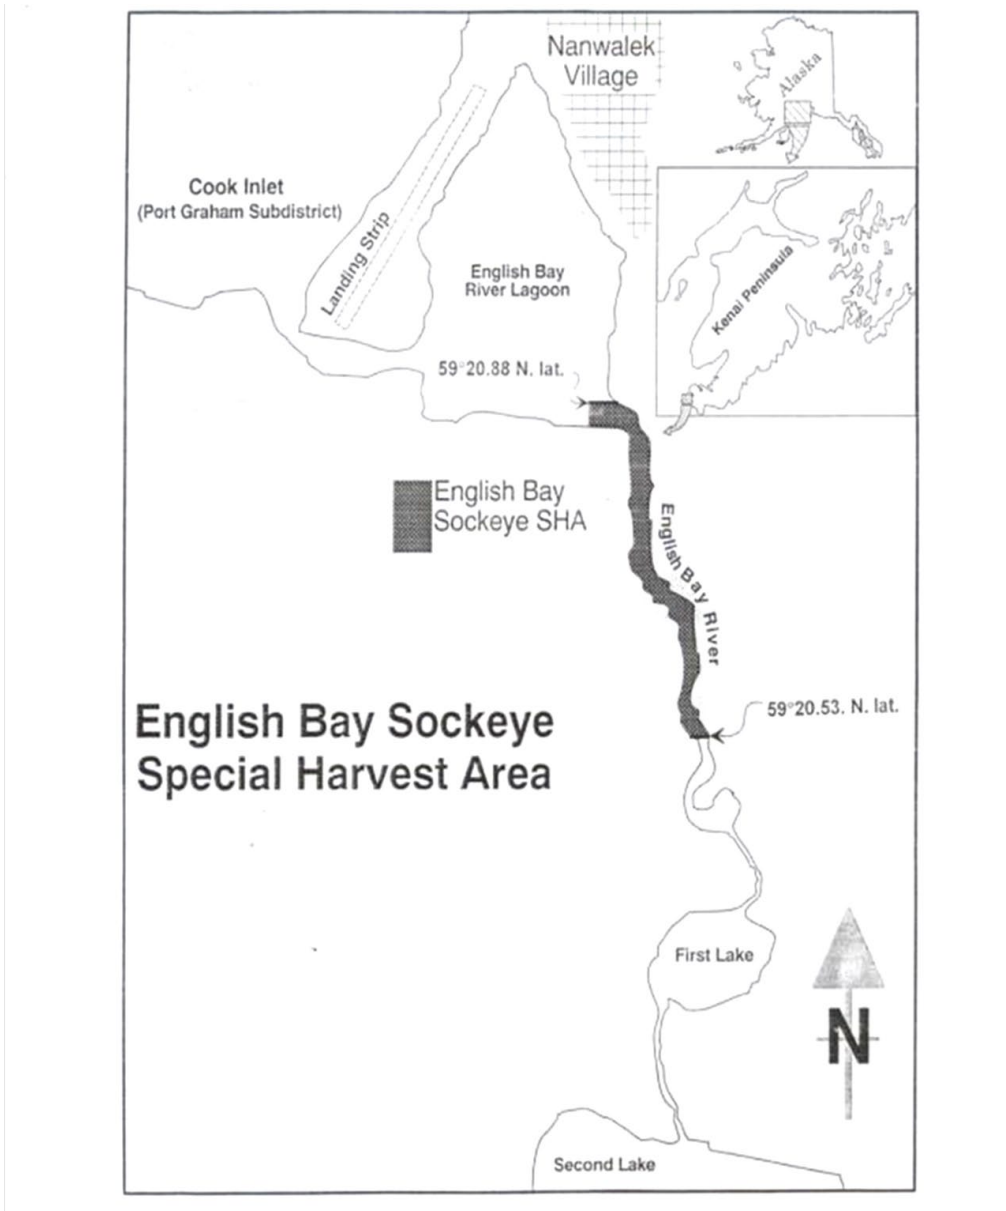 Nanwalek
Village
Alaska
Cook Inlet
(Port Graham Subdistrict)
Landing Strip
English Bay
River Lagoon
Kenai Peninsula
59°20.88 N. lat.
English Bay
Sockeye SHA
English Bay River
59°20.53. N. lat.
English Bay Sockeye
Special Harvest Area
First Lake
N
Second Lake